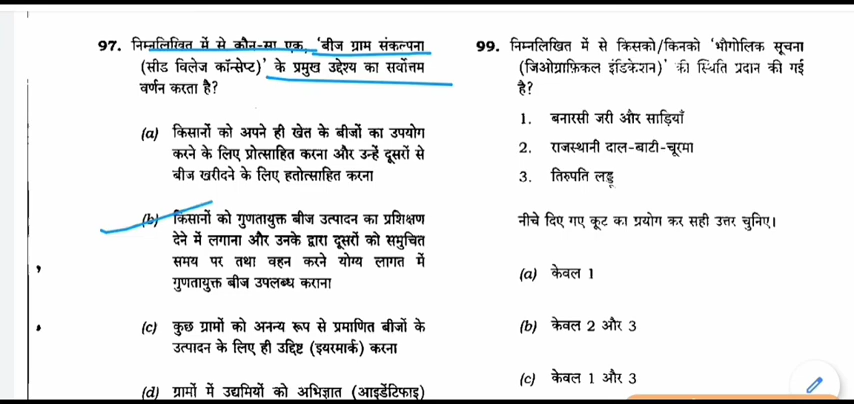 97. निम्नलिखित में से कौन-सा एक, 'बीज ग्राम संकल्पना
(सीड विलेज कॉन्सेप्ट)' के प्रमुख उद्देश्य का सर्वोत्तम
वर्णन करता है?
(a) किसानों को अपने ही खेत के बीजों का उपयोग
करने के लिए प्रोत्साहित करना और उन्हें दूसरों से
बीज खरीदने के लिए हतोत्साहित करना
(b) किसानों को गुणतायुक्त बीज उत्पादन का प्रशिक्षण
देने में लगाना और उनके द्वारा दूसरों को समुचित
समय पर तथा वहन करने योग्य लागत में
गुणतायुक्त बीज उपलब्ध कराना
(c) कुछ ग्रामों को अनन्य रूप से प्रमाणित बीजों के
उत्पादन के लिए ही उद्दिष्ट (इयरमार्क) करना
(d) ग्रामों में उद्यमियों को अभिज्ञात (आइडेंटिफाइ)
99. निम्नलिखित में से किसको/किनको 'भौगोलिक सूचना
(जिओग्राफ़िकल इंडिकेशन)' की स्थिति प्रदान की गई
है?
1. बनारसी जरी और साड़ियाँ
2. राजस्थानी दाल-बाटी-चूरमा
3. तिरुपति लड्डू
नीचे दिए गए कूट का प्रयोग कर सही उत्तर चुनिए।
(a) केवल 1
(b) केवल 2 और 3
(c) केवल 1 और 3